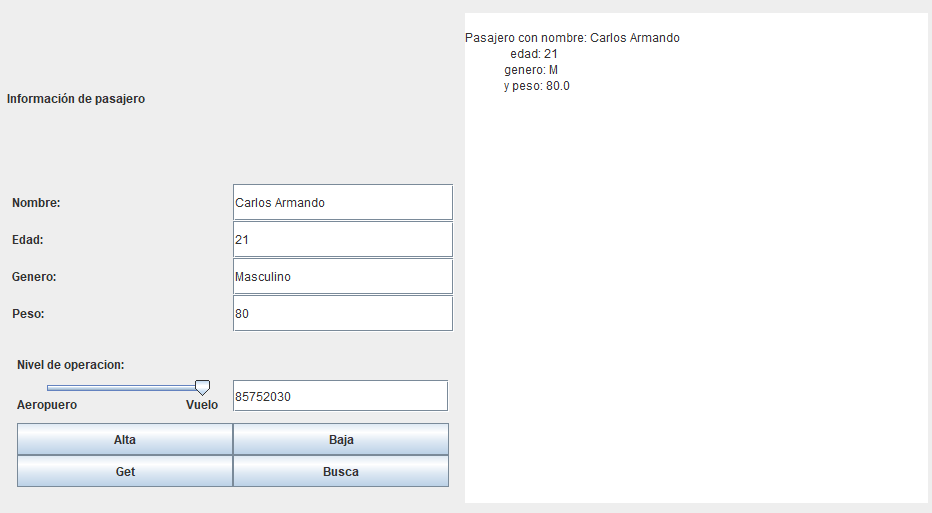 Información de pasajero
Nombre: Carlos Armando
Edad: 21
Genero: Masculino
Peso: 80
Nivel de operacion:
Aeropuero Vuelo 85752030
Alta Baja
Get Busca
Pasajero con nombre: Carlos Armando
edad: 21
genero: M
y peso: 80.0